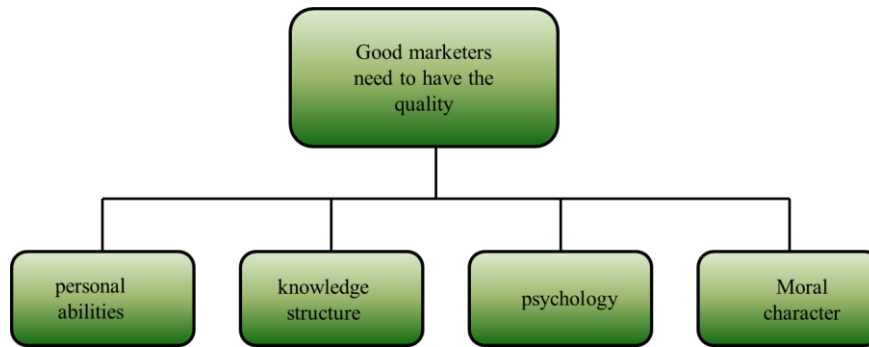 Good marketers
need to have the
quality
personal
abilities
knowledge
structure
psychology
Moral
character